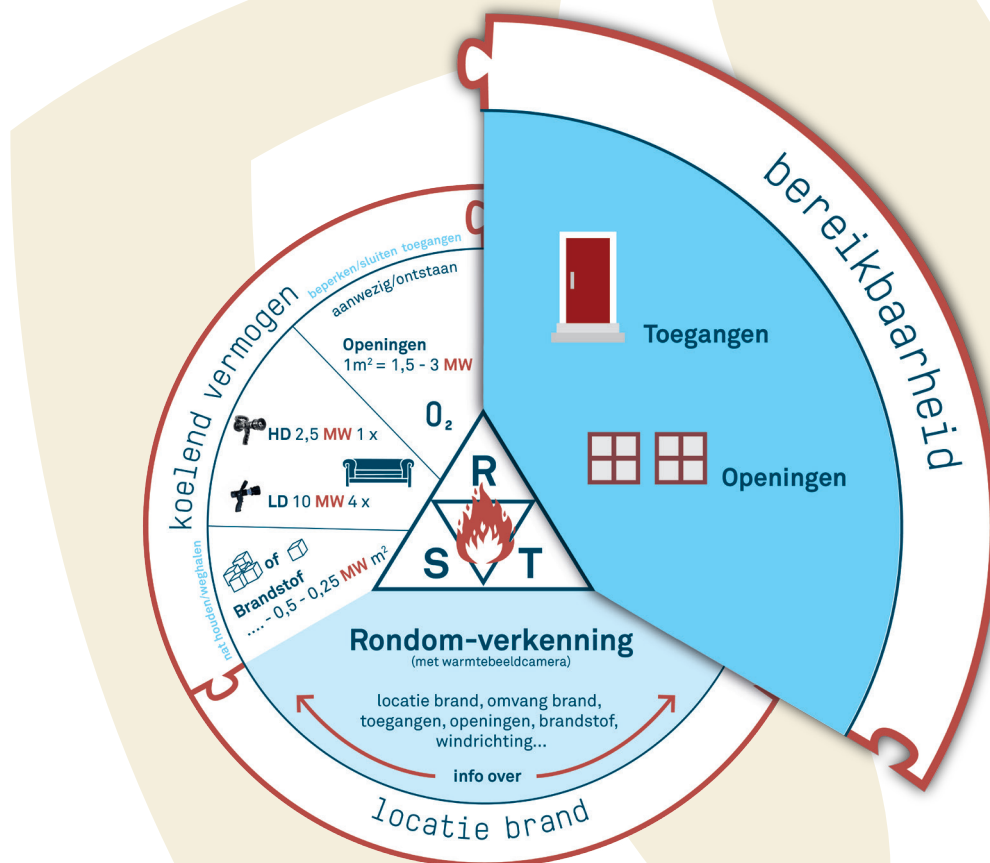 bereikbaarheid
Toegangen
Openingen
koelend vermogen
beperken/sluiten toegangen
aanwezig/ontstaan
Openingen
1m² = 1,5 - 3 MW
O₂
HD 2,5 MW 1 x
LD 10 MW 4 x
nat houden/weghalen
of
Brandstof
.... - 0,5 - 0,25 MW m²
R
S T
Rondom-verkenning
(met warmtebeeldcamera)
locatie brand, omvang brand,
toegangen, openingen, brandstof,
windrichting...
info over
locatie brand